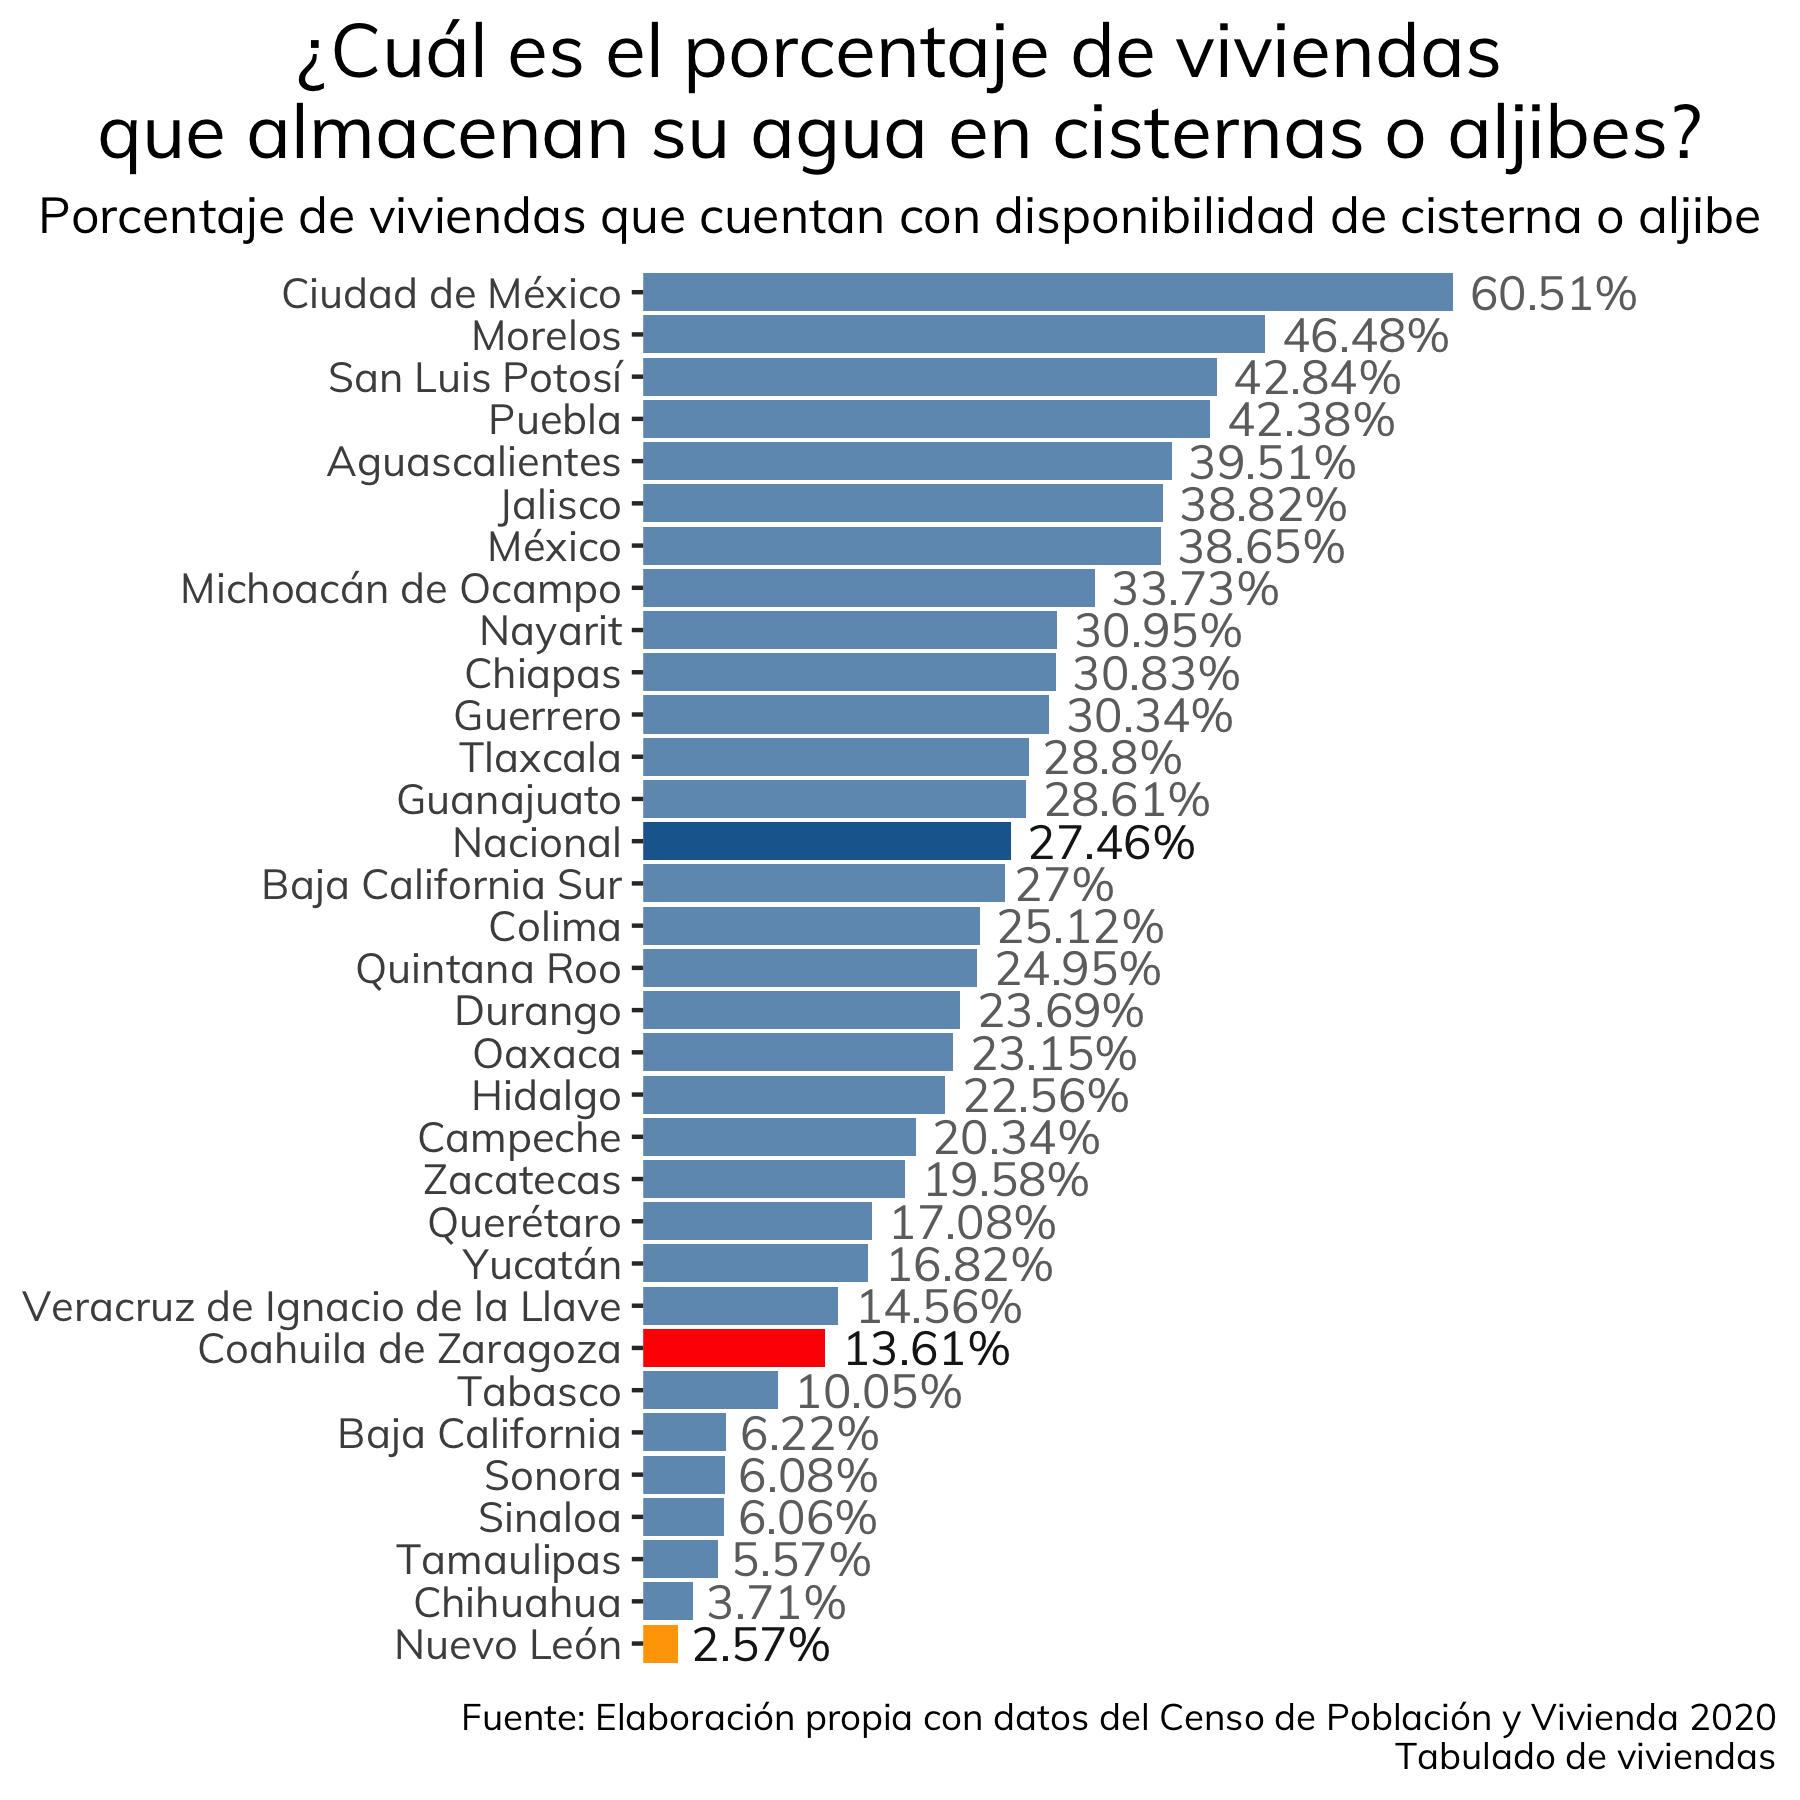 ¿Cuál es el porcentaje de viviendas
que almacenan su agua en cisternas o aljibes?
Porcentaje de viviendas que cuentan con disponibilidad de cisterna o aljibe
Ciudad de México 60.51%
Morelos 46.48%
San Luis Potosí 42.84%
Puebla 42.38%
Aguascalientes 39.51%
Jalisco 38.82%
México 38.65%
Michoacán de Ocampo 33.73%
Nayarit 30.95%
Chiapas 30.83%
Guerrero 30.34%
Tlaxcala 28.8%
Guanajuato 28.61%
Nacional 27.46%
Baja California Sur 27%
Colima 25.12%
Quintana Roo 24.95%
Durango 23.69%
Oaxaca 23.15%
Hidalgo 22.56%
Campeche 20.34%
Zacatecas 19.58%
Querétaro 17.08%
Yucatán 16.82%
Veracruz de Ignacio de la Llave 14.56%
Coahuila de Zaragoza 13.61%
Tabasco 10.05%
Baja California 6.22%
Sonora 6.08%
Sinaloa 6.06%
Tamaulipas 5.57%
Chihuahua 3.71%
Nuevo León 2.57%
Fuente: Elaboración propia con datos del Censo de Población y Vivienda 2020
Tabulado de viviendas